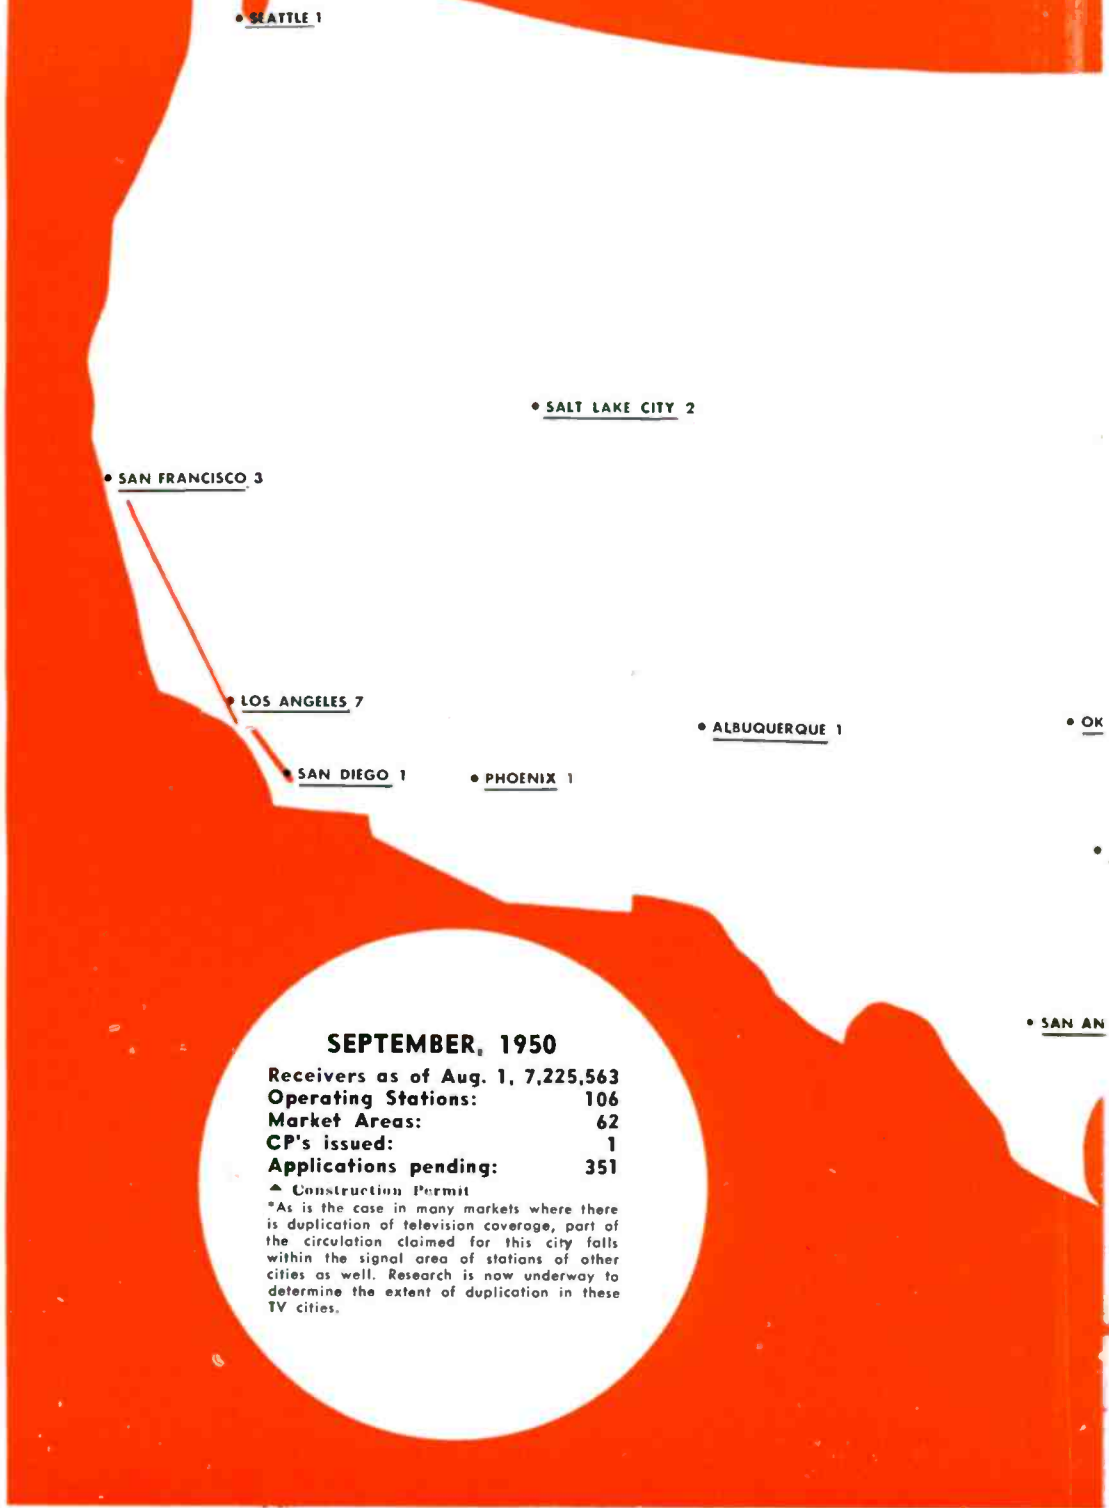 SEATTLE 1
SALT LAKE CITY 2
SAN FRANCISCO 3
LOS ANGELES 7
ALBUQUERQUE 1
OK
SAN DIEGO 1
PHOENIX 1
SAN AN
SEPTEMBER, 1950
Receivers as of Aug. 1, 7,225,563
Operating Stations: 106
Market Areas: 62
CP's issued: 1
Applications pending: 351
▲ Construction Permit
*As is the case in many markets where there
is duplication of television coverage, part of
the circulation claimed for this city falls
within the signal area of stations of other
cities as well. Research is now underway to
determine the extent of duplication in these
TV cities.